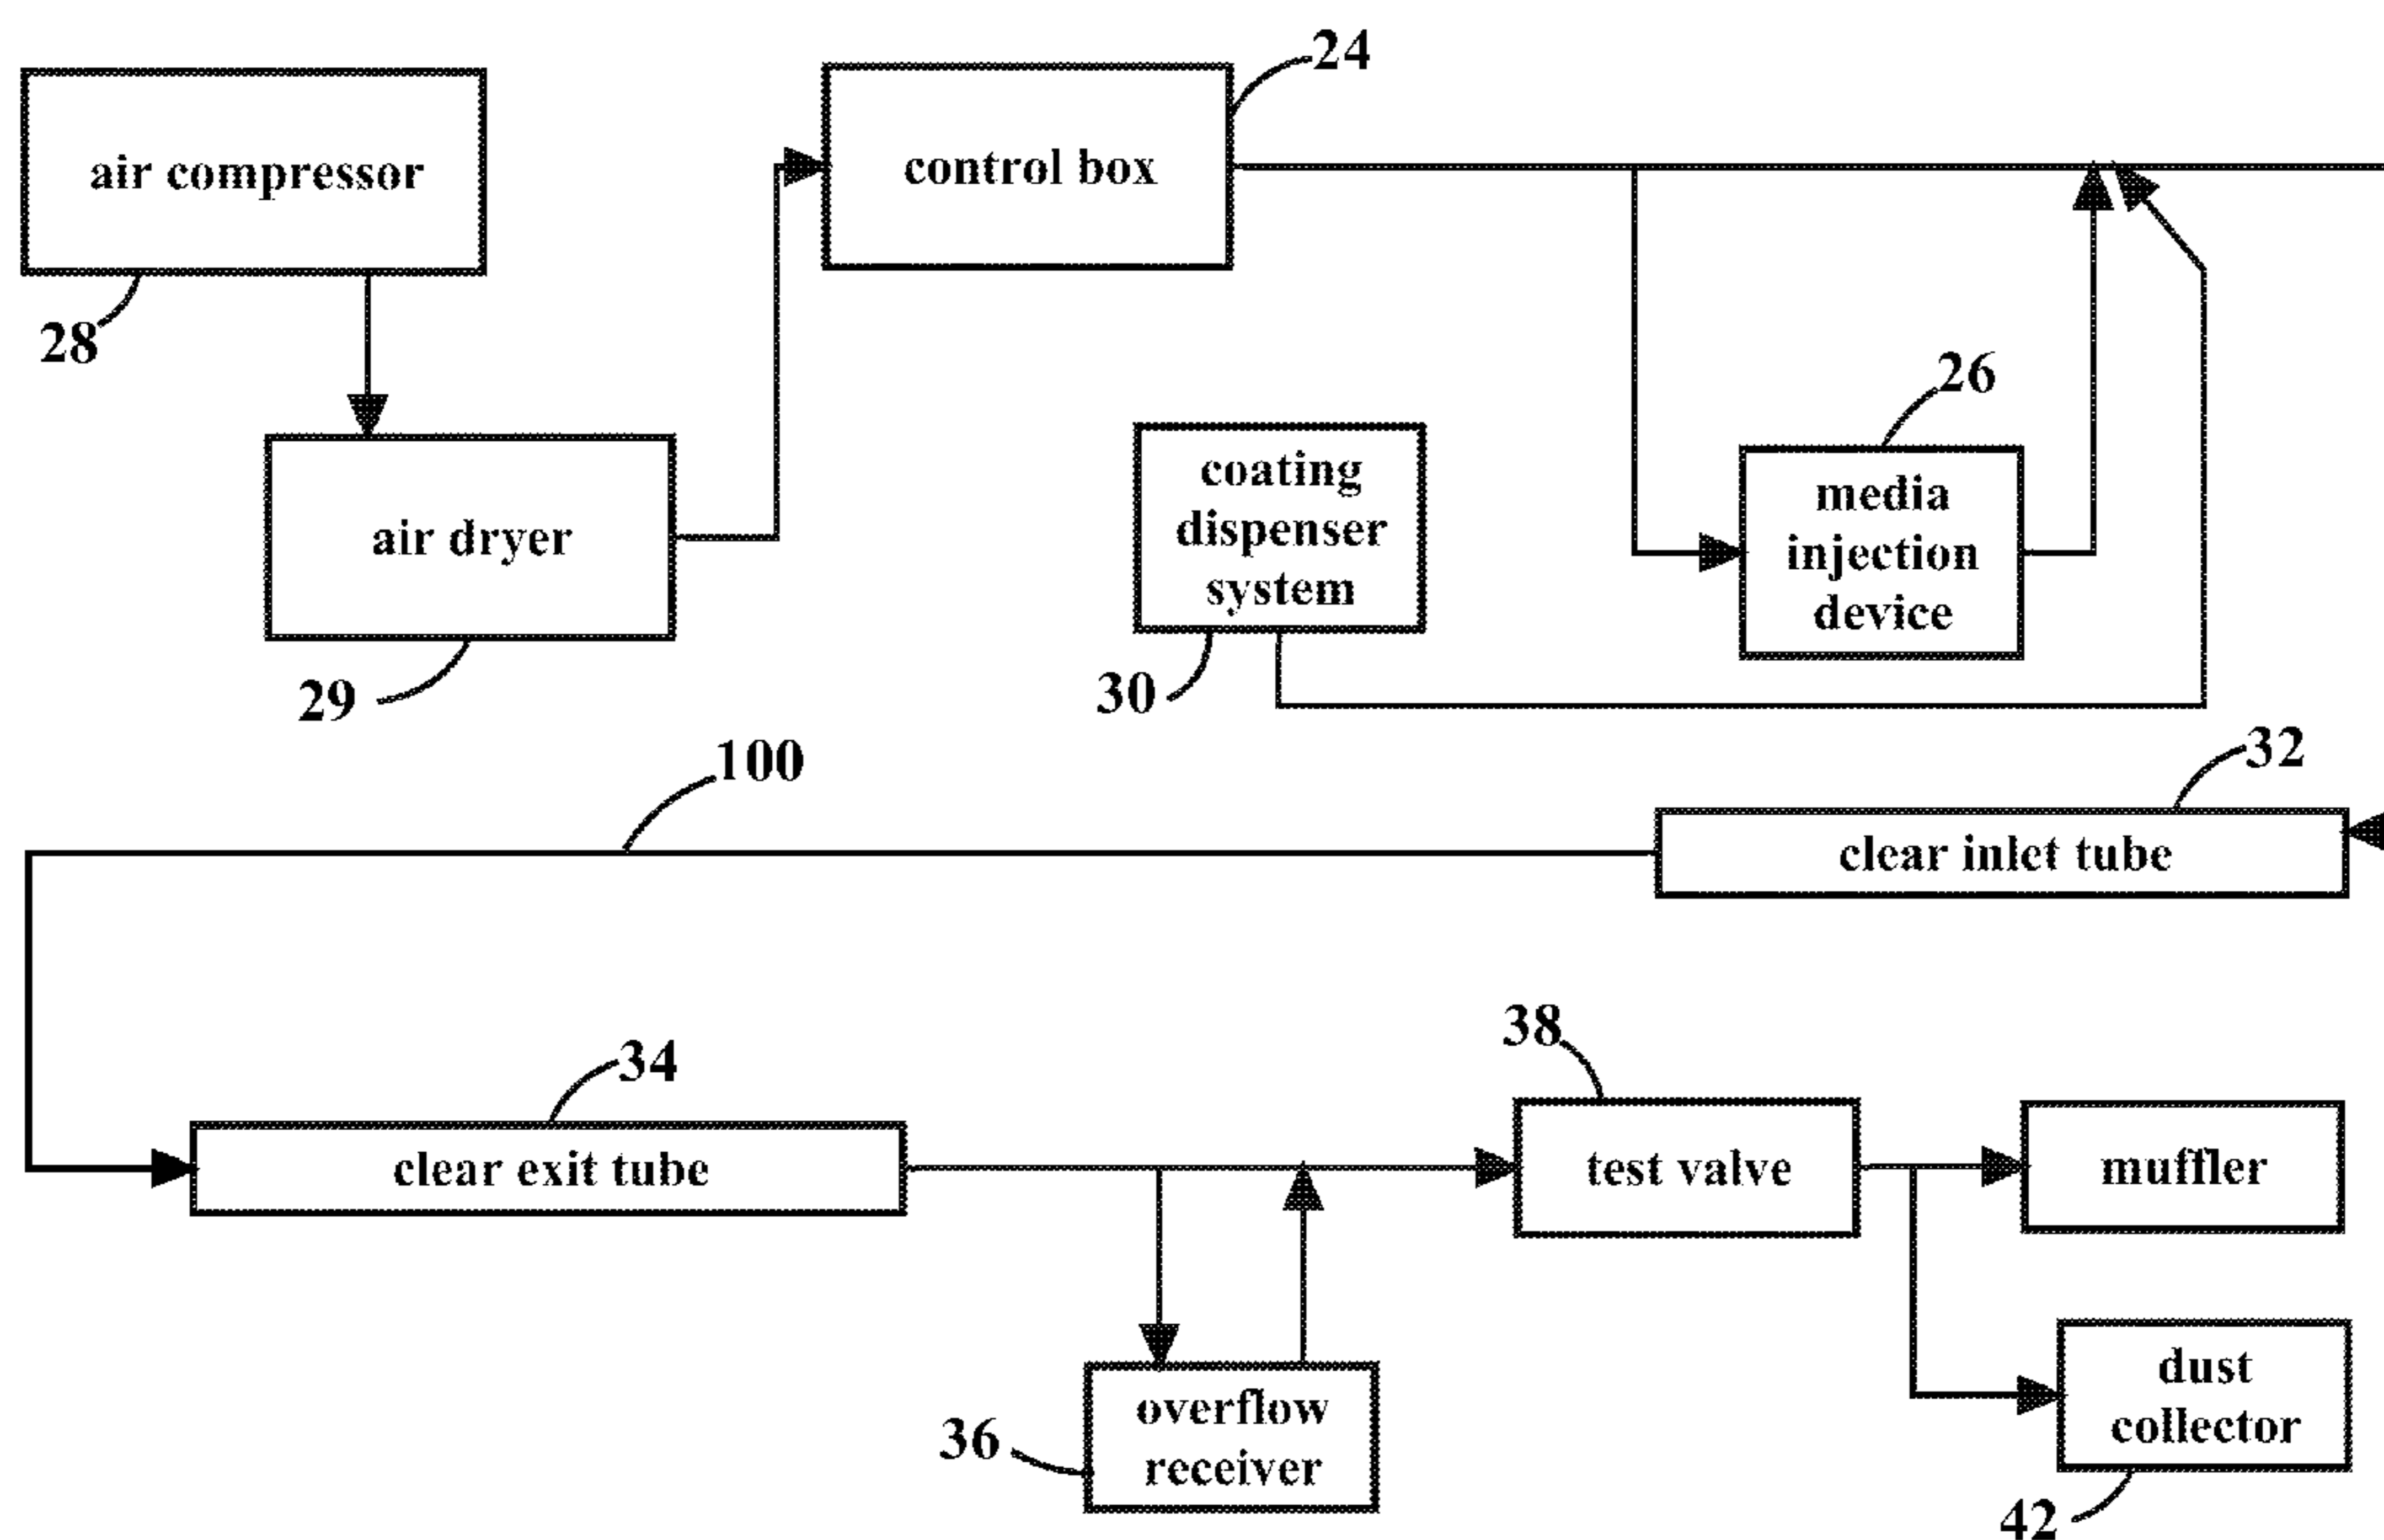 24
air compressor
control box
28
26
coating
dispenser
system
media
injection
device
air dryer
29
30
100
32
clear inlet tube
34
38
clear exit tube
test valve
muffler
36
overflow
receiver
dust
collector
42